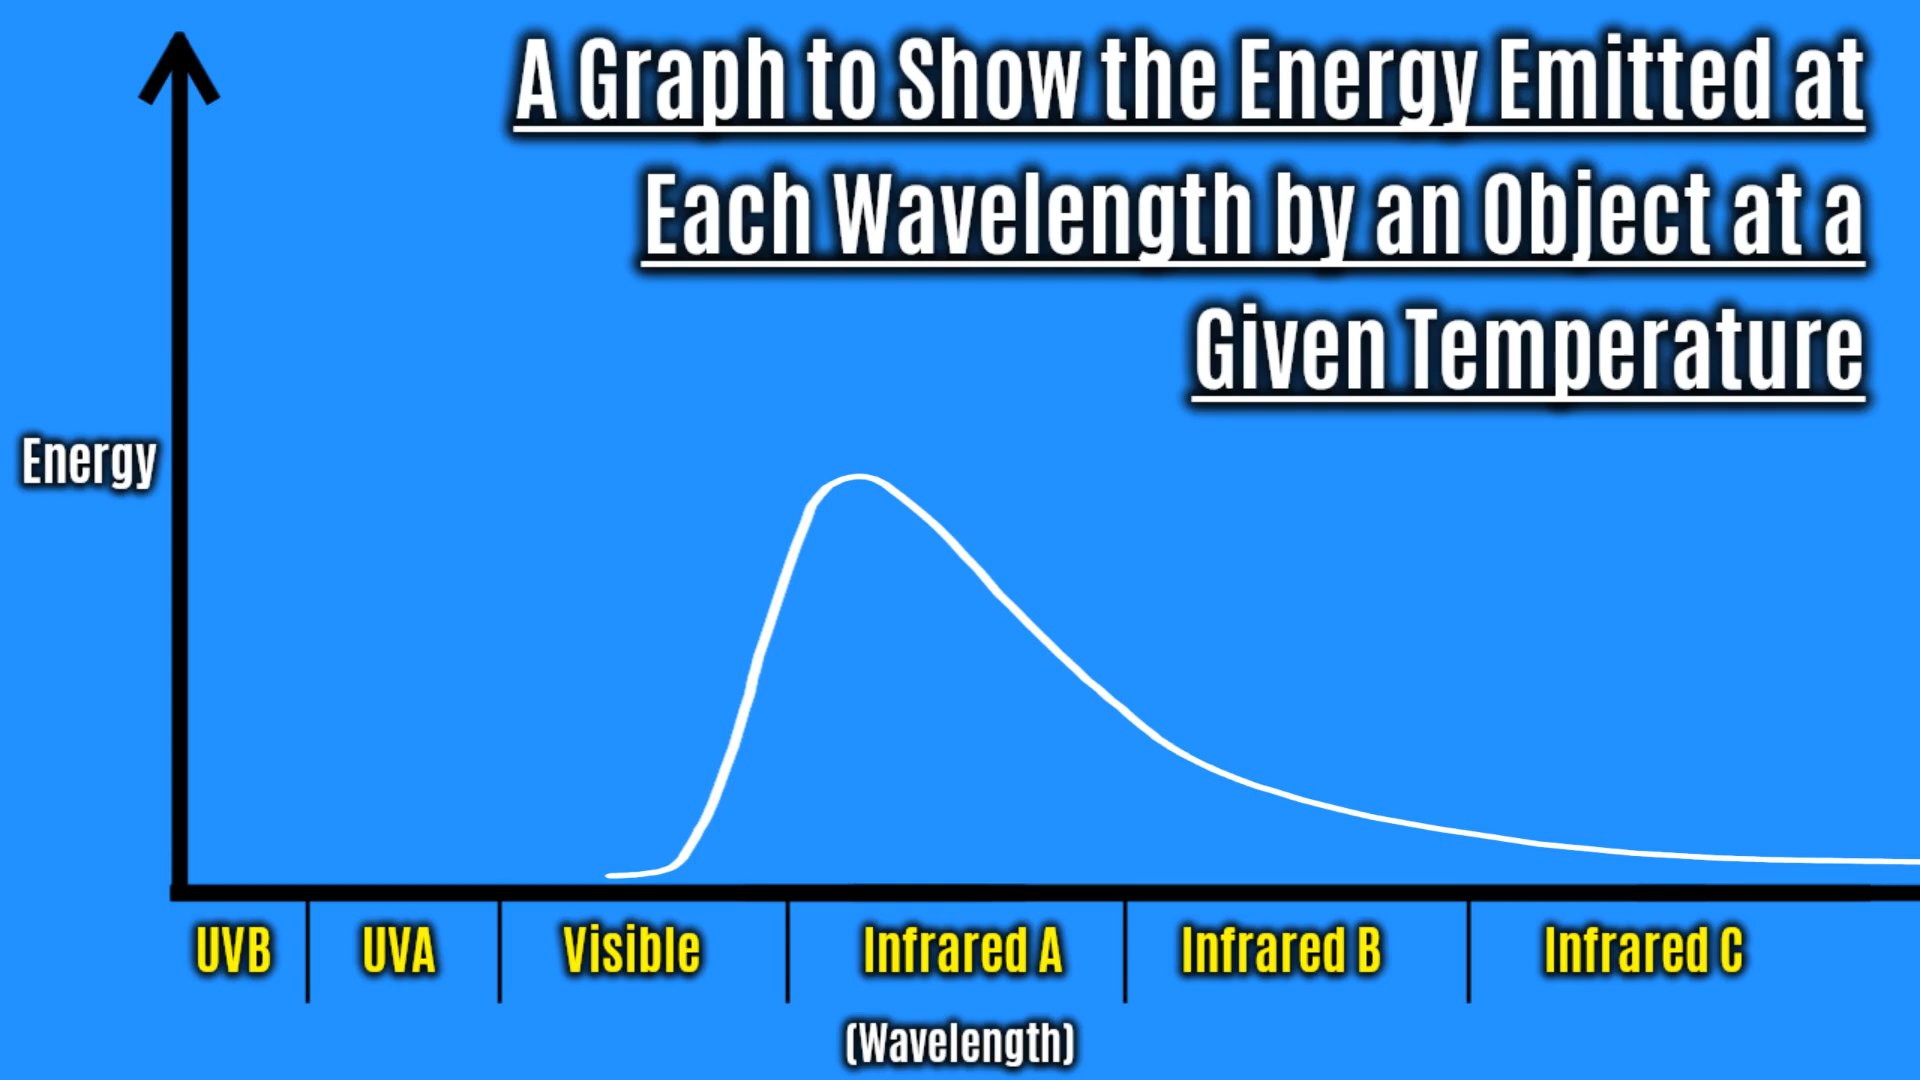 A Graph to Show the Energy Emitted at
Each Wavelength by an Object at a
Given Temperature
Energy
UVB
UVA
Visible
Infrared A
Infrared B
Infrared C
(Wavelength)